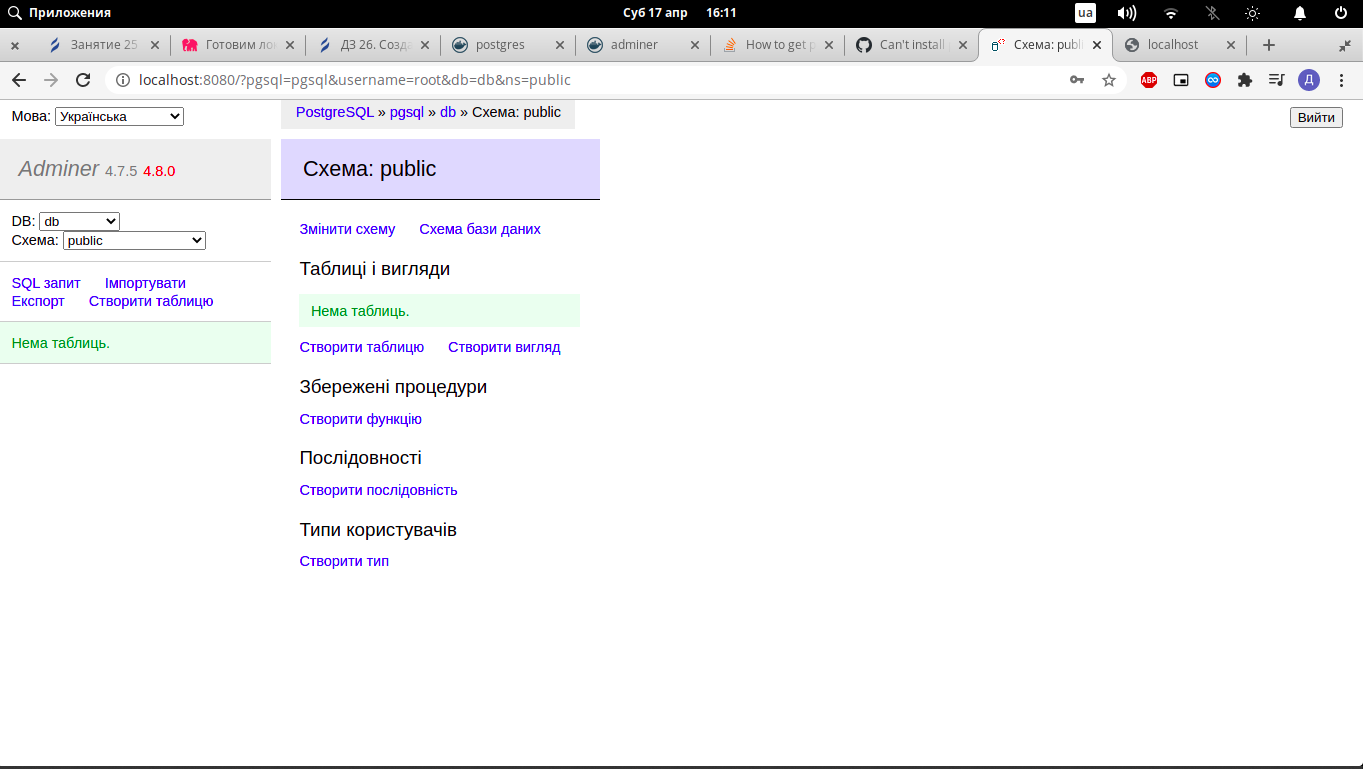 Приложения
Суб 17 апр 16:11
ua
Занятие 25
Готовим ло
ДЗ 26. Созда
postgres
adminer
How to get p
Can't install
Схема: publi
localhost
localhost:8080/?pgsql=pgsql&username=root&db=db&ns=public
ABP
Д
Мова: Українська
PostgreSQL » pgsql » db » Схема: public
Вийти
Adminer 4.7.5 4.8.0
Схема: public
DB: db
Схема: public
SQL запит Імпортувати
Експорт Створити таблицю
Нема таблиць.
Змінити схему Схема бази даних
Таблиці і вигляди
Нема таблиць.
Створити таблицю Створити вигляд
Збережені процедури
Створити функцію
Послідовності
Створити послідовність
Типи користувачів
Створити тип